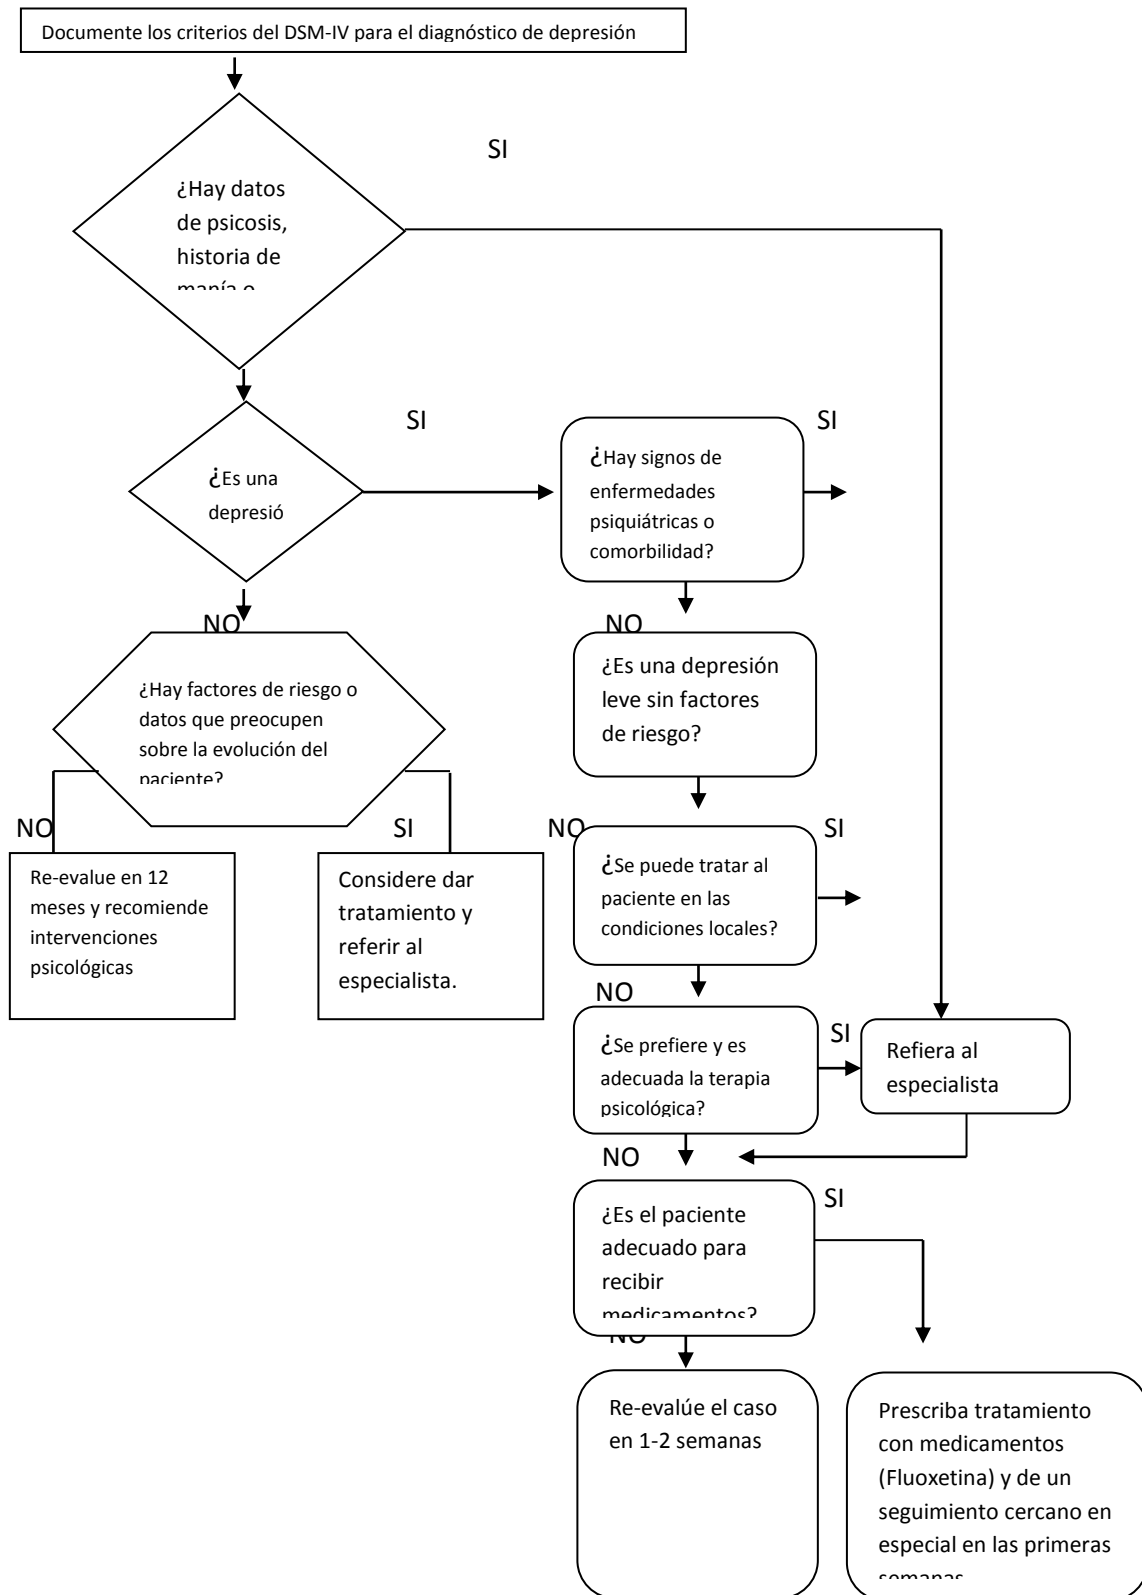 Documente los criterios del DSM-IV para el diagnóstico de depresión
SI
¿Hay datos
de psicosis,
historia de
manía o
SI
SI
¿Es una
depresió
¿Hay signos de
enfermedades
psiquiátricas o
comorbilidad?
NO
NO
¿Hay factores de riesgo o
datos que preocupen
sobre la evolución del
paciente?
¿Es una depresión
leve sin factores
de riesgo?
NO
SI
NO
SI
Re-evalue en 12
meses y recomiende
intervenciones
psicológicas
Considere dar
tratamiento y
referir al
especialista.
¿Se puede tratar al
paciente en las
condiciones locales?
NO
¿Se prefiere y es
adecuada la terapia
psicológica?
SI
Refiera al
especialista
NO
SI
¿Es el paciente
adecuado para
recibir
medicamentos?
NO
Re-evalúe el caso
en 1-2 semanas
Prescriba tratamiento
con medicamentos
(Fluoxetina) y de un
seguimiento cercano en
especial en las primeras
semanas